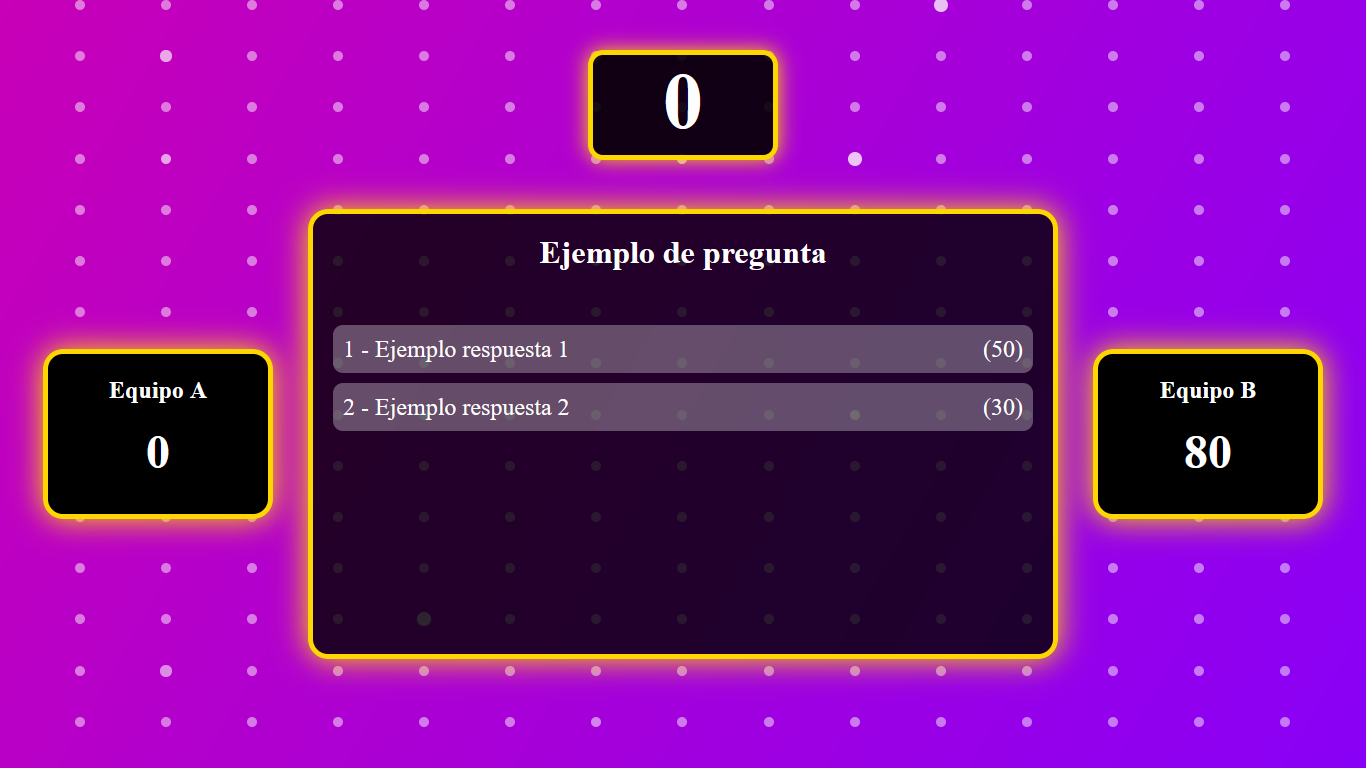 0
Ejemplo de pregunta
1 - Ejemplo respuesta 1 (50)
2 - Ejemplo respuesta 2 (30)
Equipo A
0
Equipo B
80